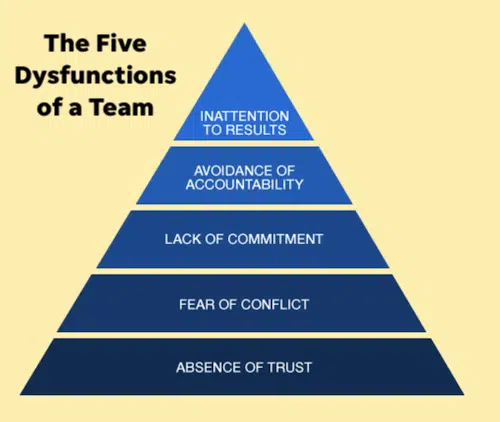 The Five
Dysfunctions
of a Team
INATTENTION
TO RESULTS
AVOIDANCE OF
ACCOUNTABILITY
LACK OF COMMITMENT
FEAR OF CONFLICT
ABSENCE OF TRUST